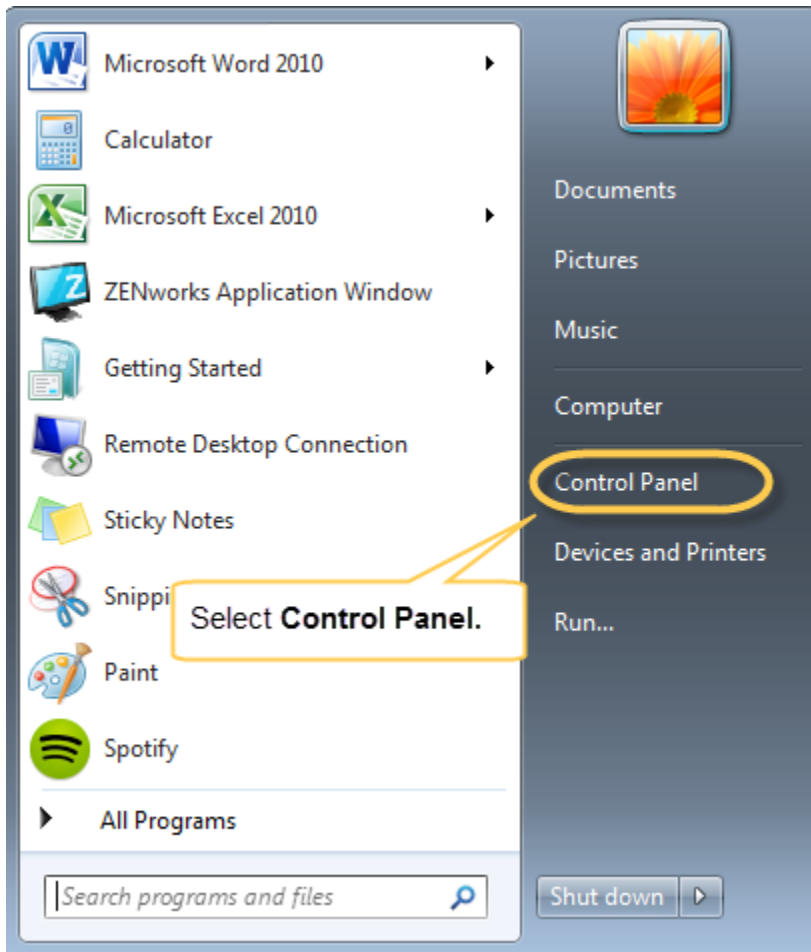 Microsoft Word 2010
Calculator
Microsoft Excel 2010
ZENworks Application Window
Getting Started
Remote Desktop Connection
Sticky Notes
Snippi
Paint
Spotify
All Programs
Search programs and files
Documents
Pictures
Music
Computer
Control Panel
Devices and Printers
Run...
Shut down
Select Control Panel.